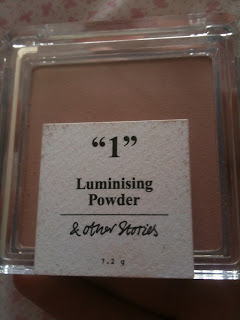 “1”
Luminising
Powder
& other Stories
7.2 g